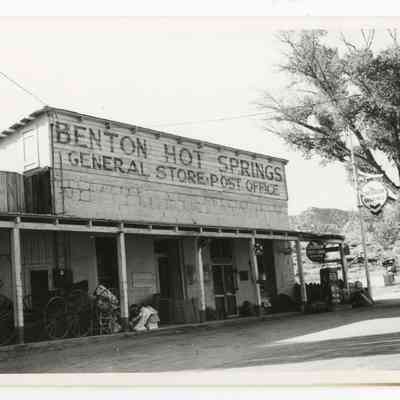 BENTON HOT SPRINGS
GENERAL STORE • POST OFFICE